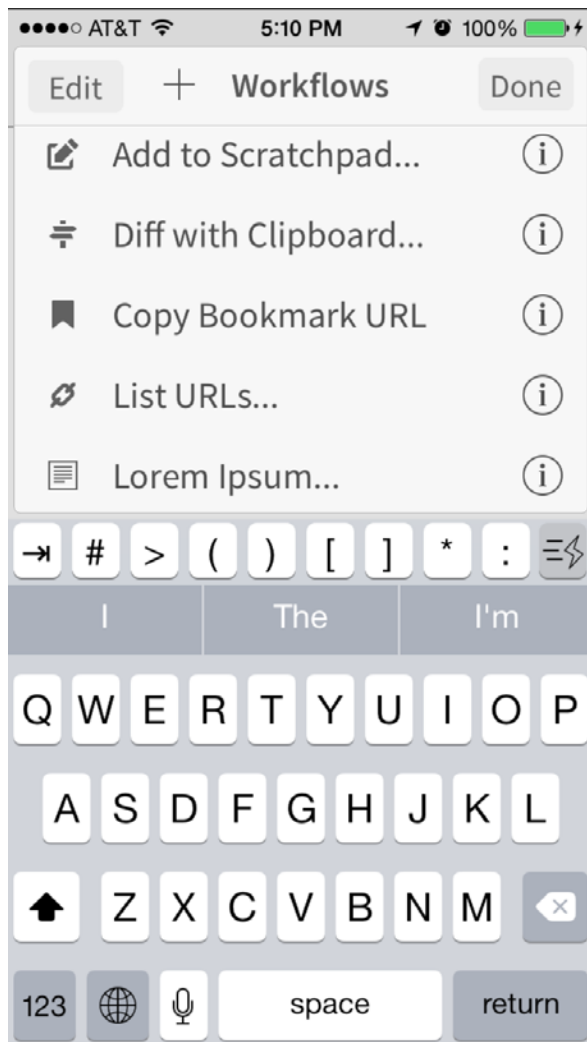 AT&T 5:10 PM 100%
Edit + Workflows Done
Add to Scratchpad... i
Diff with Clipboard... i
Copy Bookmark URL i
List URLs... i
Lorem Ipsum... i
# > ( ) [ ] * :
I The I'm
Q W E R T Y U I O P
A S D F G H J K L
Z X C V B N M
123 space return